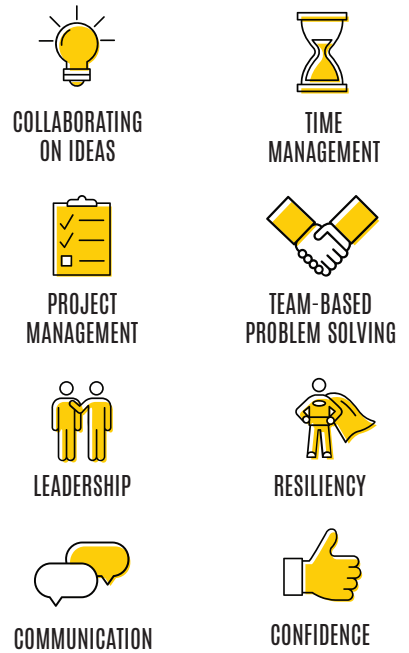 COLLABORATING
ON IDEAS
TIME
MANAGEMENT
PROJECT
MANAGEMENT
TEAM-BASED
PROBLEM SOLVING
LEADERSHIP
RESILIENCY
COMMUNICATION
CONFIDENCE